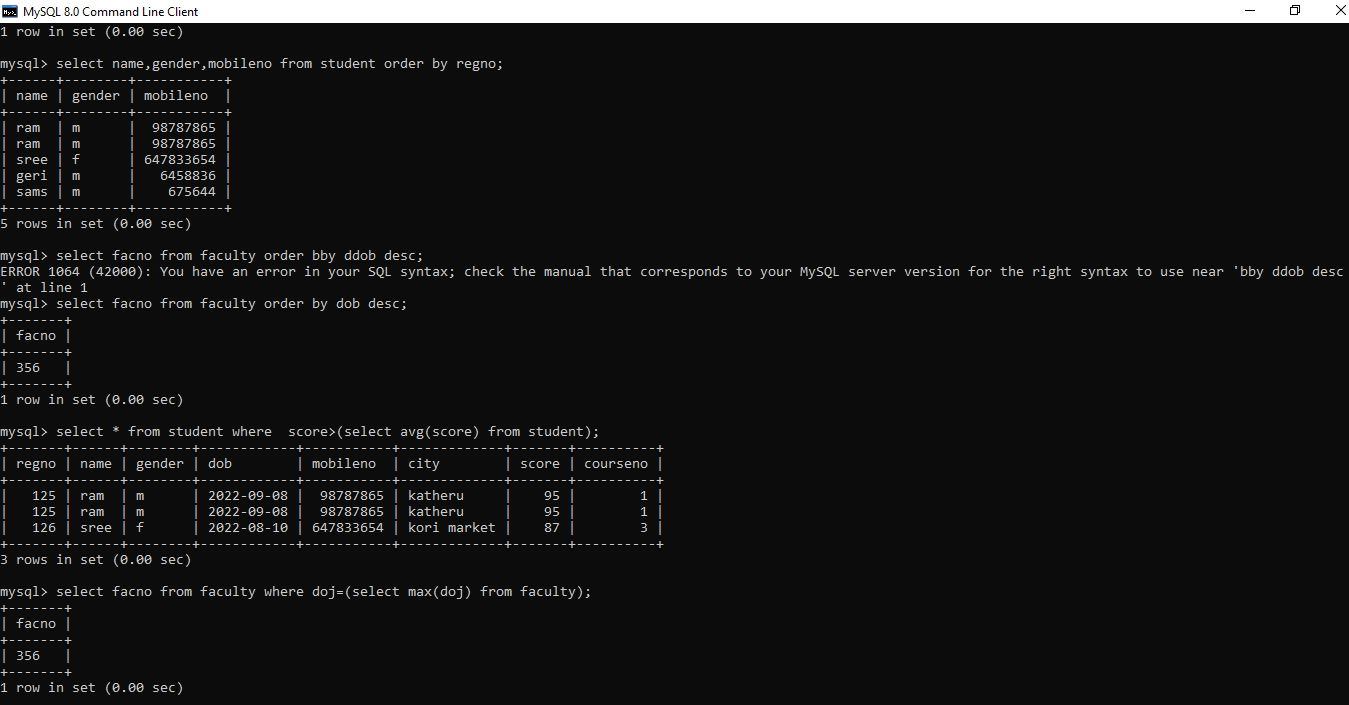 MySQL 8.0 Command Line Client
1 row in set (0.00 sec)
mysql> select name,gender,mobileno from student order by regno;
+------+--------+-----------+
| name | gender | mobileno  |
+------+--------+-----------+
| ram  | m      |  98787865 |
| ram  | m      |  98787865 |
| sree | f      | 647833654 |
| geri | m      |   6458836 |
| sams | m      |    675644 |
+------+--------+-----------+
5 rows in set (0.00 sec)
mysql> select facno from faculty order bby ddob desc;
ERROR 1064 (42000): You have an error in your SQL syntax; check the manual that corresponds to your MySQL server version for the right syntax to use near 'bby ddob desc
' at line 1
mysql> select facno from faculty order by dob desc;
+-------+
| facno |
+-------+
| 356   |
+-------+
1 row in set (0.00 sec)
mysql> select * from student where  score>(select avg(score) from student);
+-------+------+--------+------------+-----------+-------------+-------+----------+
| regno | name | gender | dob        | mobileno  | city        | score | courseno |
+-------+------+--------+------------+-----------+-------------+-------+----------+
|   125 | ram  | m      | 2022-09-08 |  98787865 | katheru     |    95 |        1 |
|   125 | ram  | m      | 2022-09-08 |  98787865 | katheru     |    95 |        1 |
|   126 | sree | f      | 2022-08-10 | 647833654 | kori market |    87 |        3 |
+-------+------+--------+------------+-----------+-------------+-------+----------+
3 rows in set (0.00 sec)
mysql> select facno from faculty where doj=(select max(doj) from faculty);
+-------+
| facno |
+-------+
| 356   |
+-------+
1 row in set (0.00 sec)